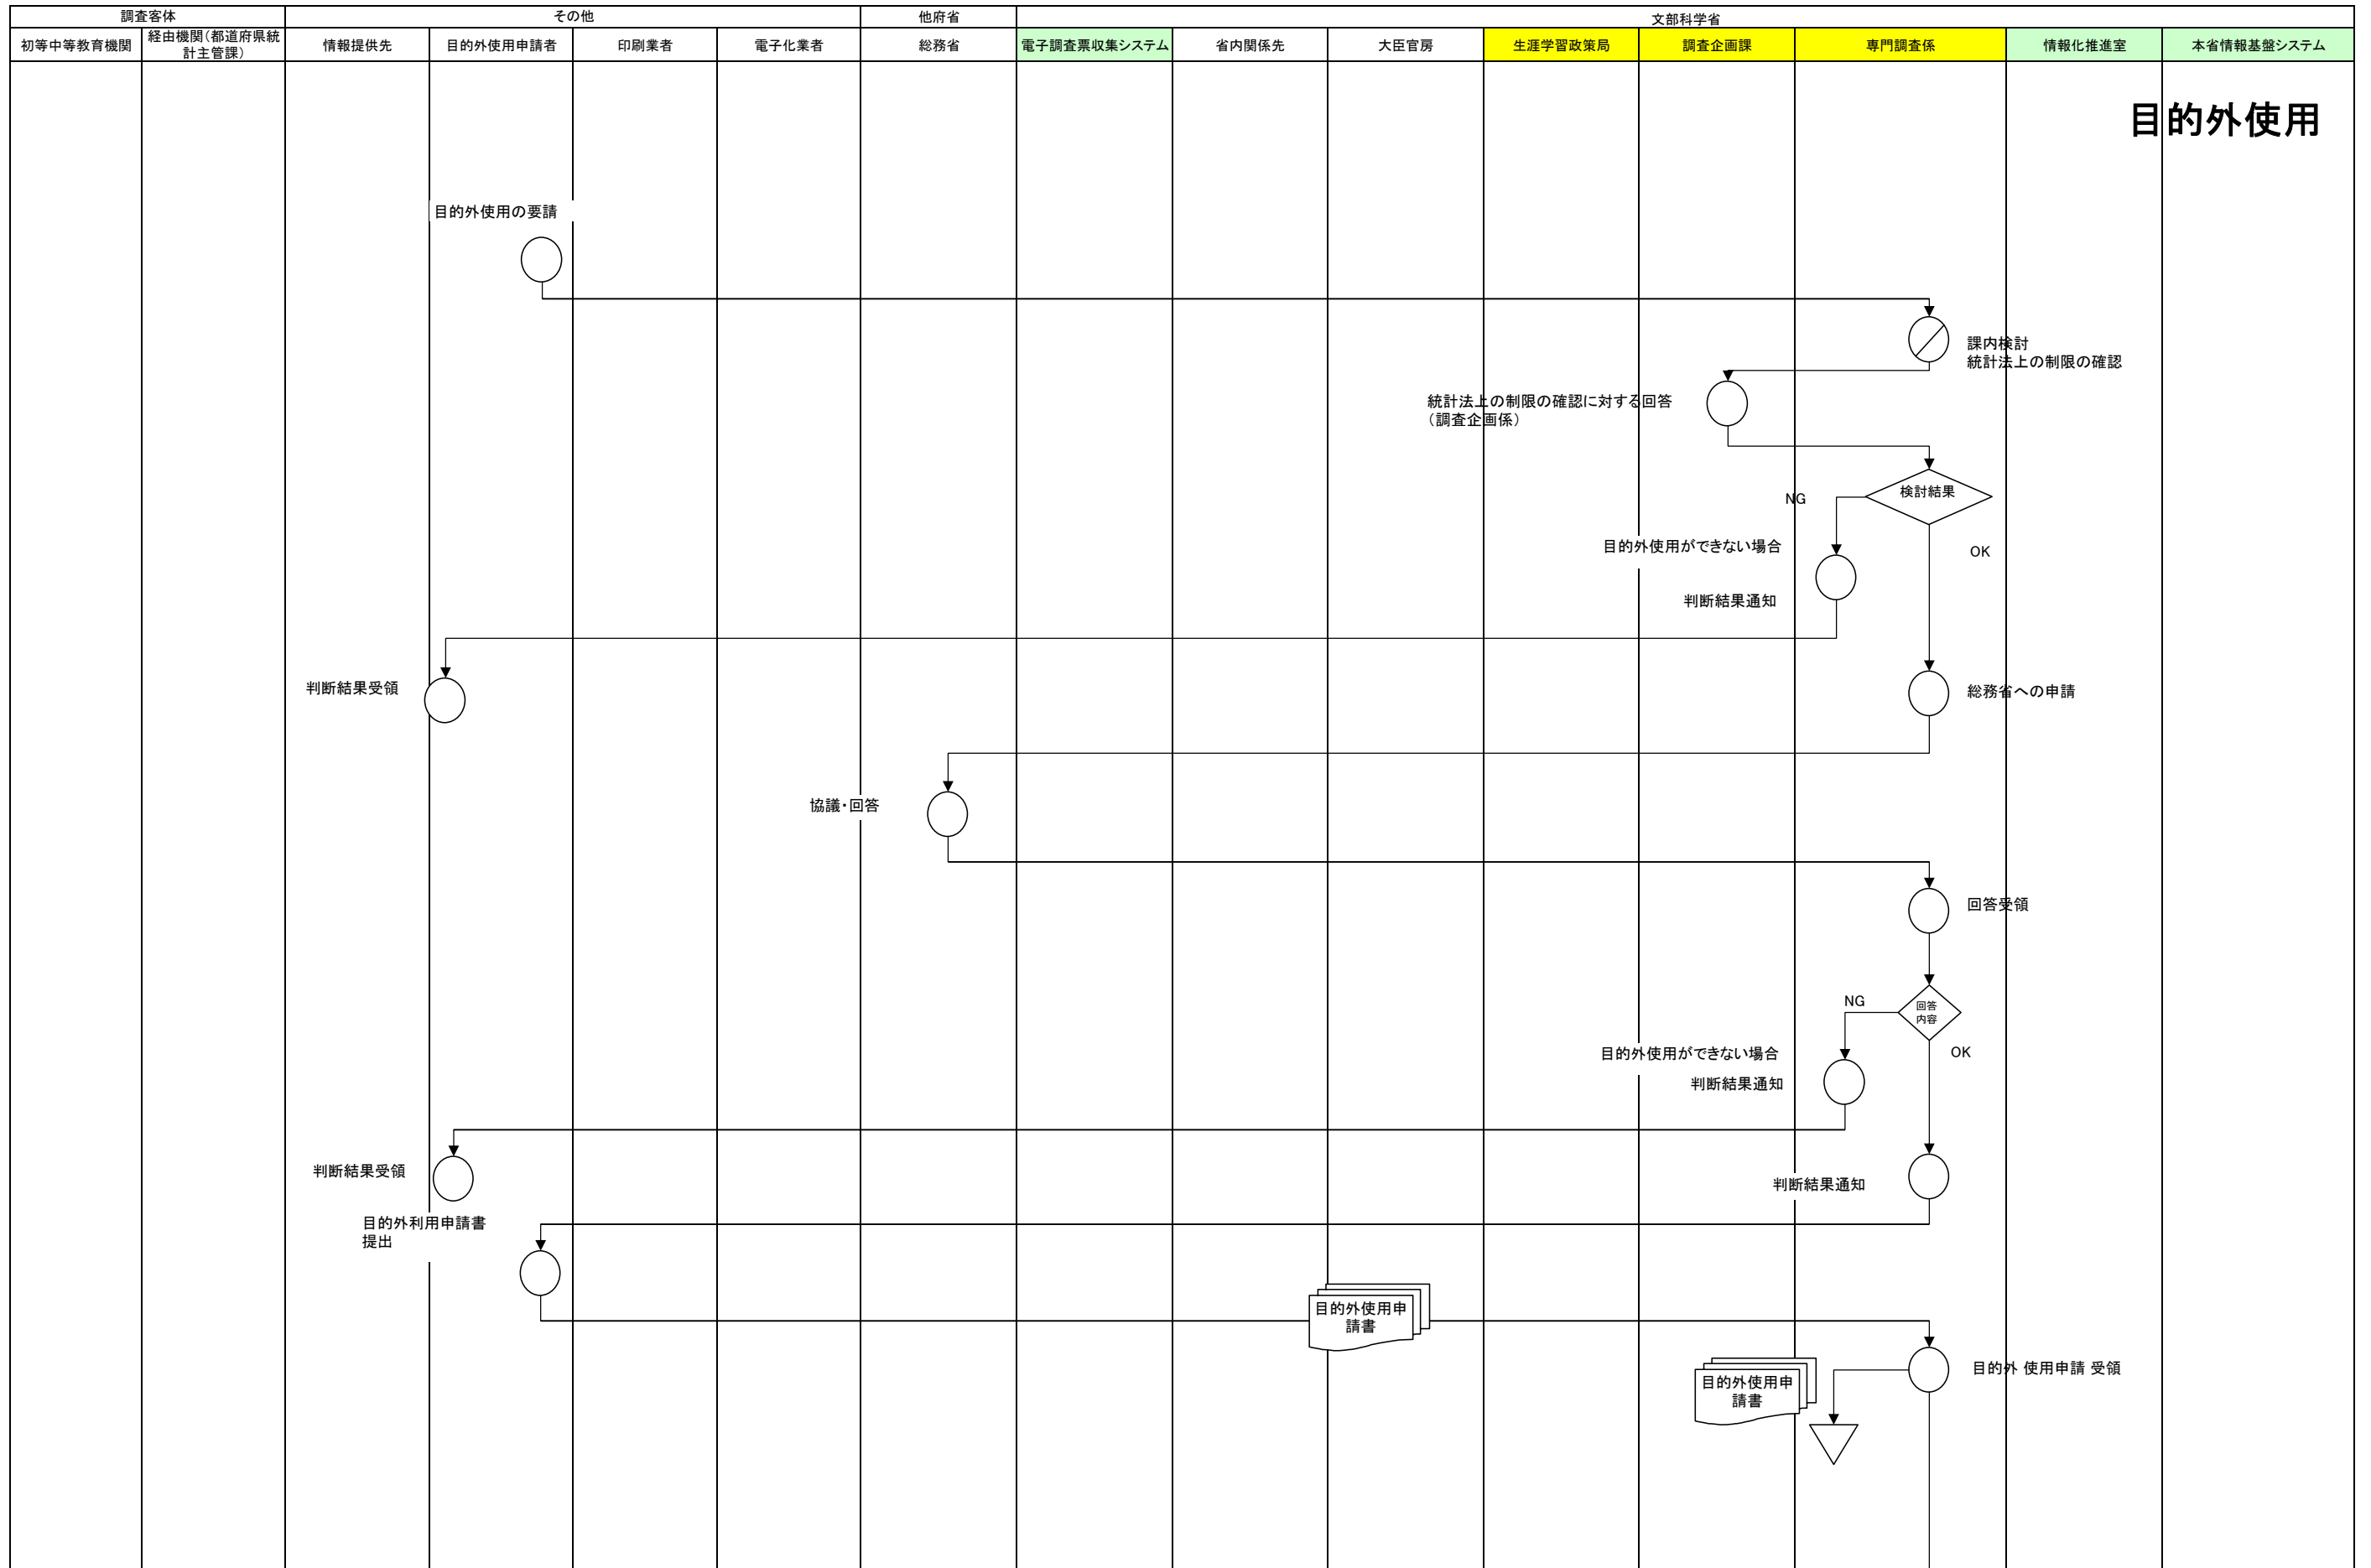 調査客体
その他
他府省
文部科学省
初等中等教育機関
経由機関（都道府県統
計主管課）
情報提供先
目的外使用申請者
印刷業者
電子化業者
総務省
電子調査票収集システム
省内関係先
大臣官房
生涯学習政策局
調査企画課
専門調査係
情報化推進室
本省情報基盤システム
目的外使用
目的外使用の要請
課内検討
統計法上の制限の確認
統計法上の制限の確認に対する回答
（調査企画係）
検討結果
NG
目的外使用ができない場合
OK
判断結果通知
判断結果受領
総務省への申請
協議・回答
回答受領
NG
回答
内容
目的外使用ができない場合
OK
判断結果通知
判断結果受領
判断結果通知
目的外利用申請書
提出
目的外使用申
請書
目的外 使用申請 受領
目的外使用申
請書